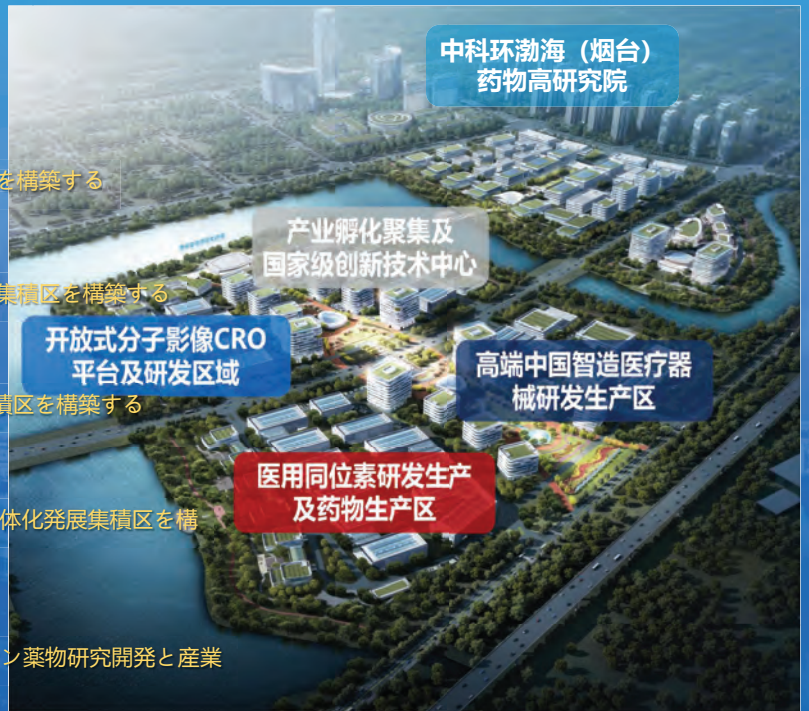 中科环渤海（烟台）
药物高研究院
を構築する
产业孵化聚集及
国家级创新技术中心
集積区を構築する
开放式分子影像CRO
平台及研发区域
高端中国智造医疗器
械研发生产区
積区を構築する
医用同位素研发生产
及药物生产区
体化発展集積区を構
ン薬物研究開発と産業